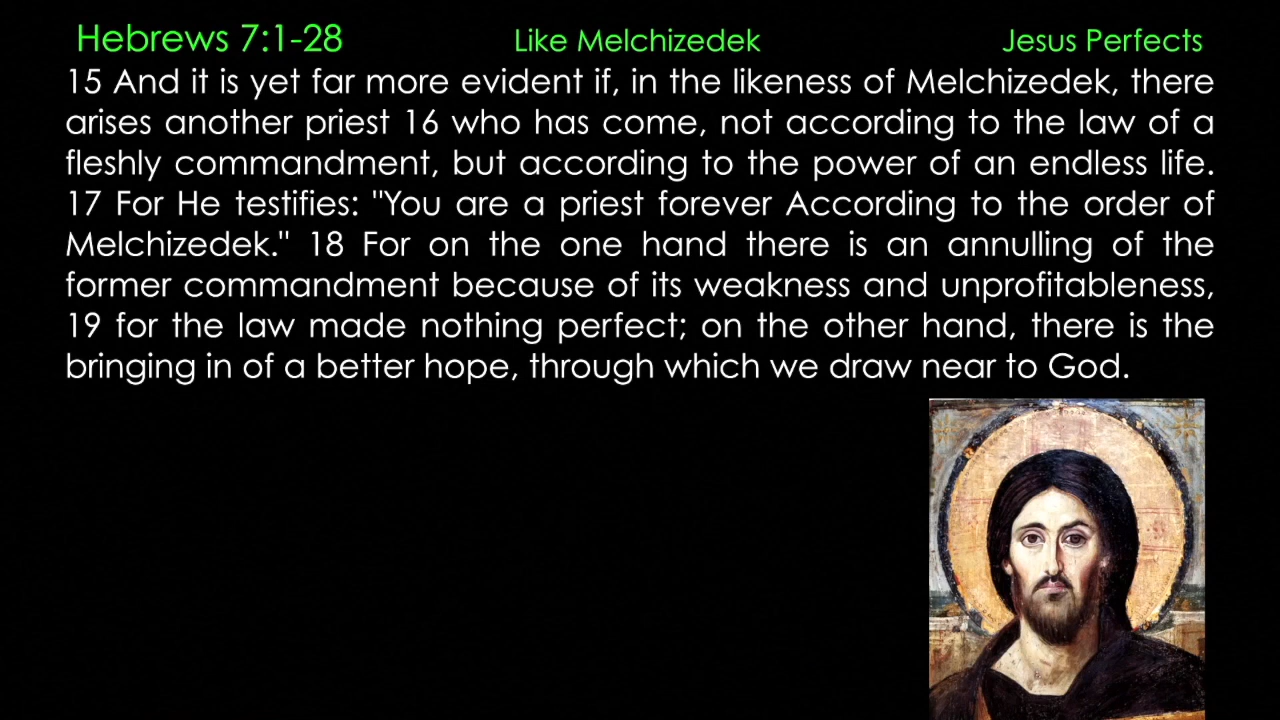 Hebrews 7:1-28 Like Melchizedek Jesus Perfects
15 And it is yet far more evident if, in the likeness of Melchizedek, there
arises another priest 16 who has come, not according to the law of a
fleshly commandment, but according to the power of an endless life.
17 For He testifies: "You are a priest forever According to the order of
Melchizedek." 18 For on the one hand there is an annulling of the
former commandment because of its weakness and unprofitableness,
19 for the law made nothing perfect; on the other hand, there is the
bringing in of a better hope, through which we draw near to God.